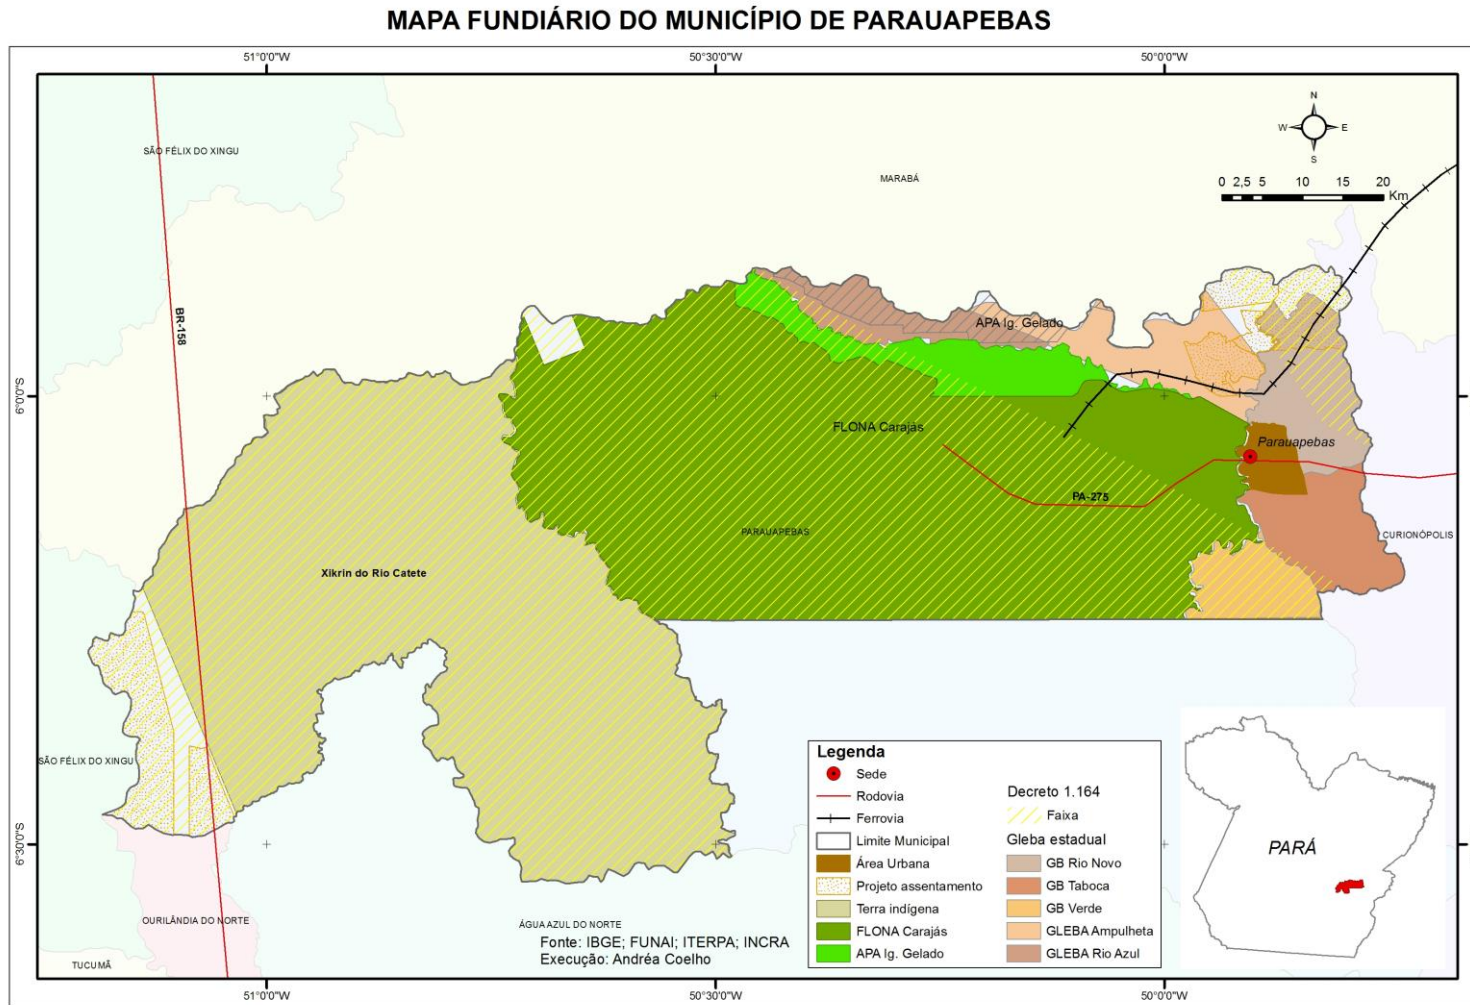 MAPA FUNDIÁRIO DO MUNICÍPIO DE PARAUAPEBAS
51°0'0"W
50°30'0"W
50°0'0"W
N
W
E
S
0 2,5 5 10 15 20
Km
SÃO FÉLIX DO XINGU
MARABÁ
BR-158
APA Ig. Gelado
6°0'0"S
FLONA Carajás
Parauapebas
PA-275
PARAUAPEBAS
CURIONÓPOLIS
Xikrin do Rio Catete
SÃO FÉLIX DO XINGU
6°30'0"S
OURILÂNDIA DO NORTE
ÁGUA AZUL DO NORTE
TUCUMÃ
Fonte: IBGE; FUNAI; ITERPA; INCRA
Execução: Andréa Coelho
Legenda
Sede
Rodovia
Ferrovia
Limite Municipal
Área Urbana
Projeto assentamento
Terra indígena
FLONA Carajás
APA Ig. Gelado
Decreto 1.164
Faixa
Gleba estadual
GB Rio Novo
GB Taboca
GB Verde
GLEBA Ampulheta
GLEBA Rio Azul
PARÁ
51°0'0"W
50°30'0"W
50°0'0"W